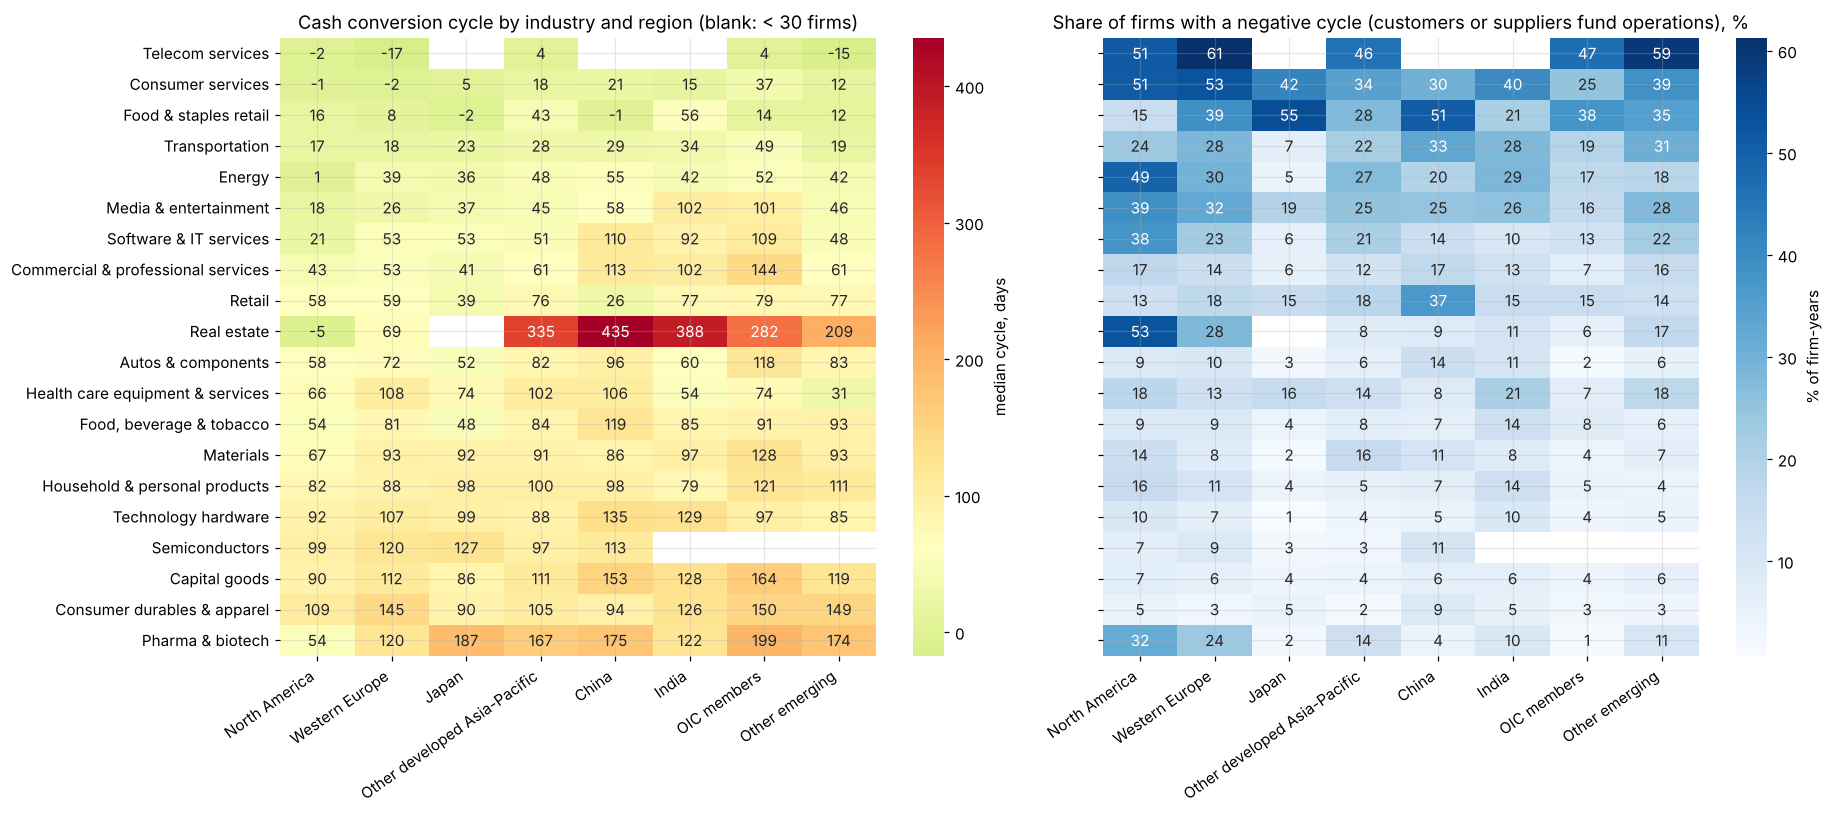 Cash conversion cycle by industry and region (blank: < 30 firms)
Telecom services -2 -17 4 4 -15
Consumer services -1 -2 5 18 21 15 37 12
Food & staples retail 16 8 -2 43 -1 56 14 12
Transportation 17 18 23 28 29 34 49 19
Energy 1 39 36 48 55 42 52 42
Media & entertainment 18 26 37 45 58 102 101 46
Software & IT services 21 53 53 51 110 92 109 48
Commercial & professional services 43 53 41 61 113 102 144 61
Retail 58 59 39 76 26 77 79 77
Real estate -5 69 335 435 388 282 209
Autos & components 58 72 52 82 96 60 118 83
Health care equipment & services 66 108 74 102 106 54 74 31
Food, beverage & tobacco 54 81 48 84 119 85 91 93
Materials 67 93 92 91 86 97 128 93
Household & personal products 82 88 98 100 98 79 121 111
Technology hardware 92 107 99 88 135 129 97 85
Semiconductors 99 120 127 97 113
Capital goods 90 112 86 111 153 128 164 119
Consumer durables & apparel 109 145 90 105 94 126 150 149
Pharma & biotech 54 120 187 167 175 122 199 174
North America
Western Europe
Japan
Other developed Asia-Pacific
China
India
OIC members
Other emerging
400
300
200
100
0
median cycle, days
Share of firms with a negative cycle (customers or suppliers fund operations), %
51 61 46 47 59
51 53 42 34 30 40 25 39
15 39 55 28 51 21 38 35
24 28 7 22 33 28 19 31
49 30 5 27 20 29 17 18
39 32 19 25 25 26 16 28
38 23 6 21 14 10 13 22
17 14 6 12 17 13 7 16
13 18 15 18 37 15 15 14
53 28 8 9 11 6 17
9 10 3 6 14 11 2 6
18 13 16 14 8 21 7 18
9 9 4 8 7 14 8 6
14 8 2 16 11 8 4 7
16 11 4 5 7 14 5 4
10 7 1 4 5 10 4 5
7 9 3 3 11
7 6 4 4 6 6 4 6
5 3 5 2 9 5 3 3
32 24 2 14 4 10 1 11
North America
Western Europe
Japan
Other developed Asia-Pacific
China
India
OIC members
Other emerging
60
50
40
30
20
10
% of firm-years